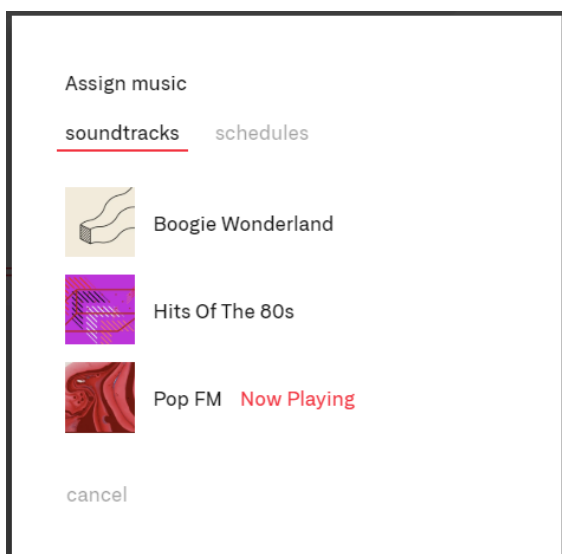 Assign music
soundtracks schedules
Boogie Wonderland
Hits Of The 80s
Pop FM Now Playing
cancel